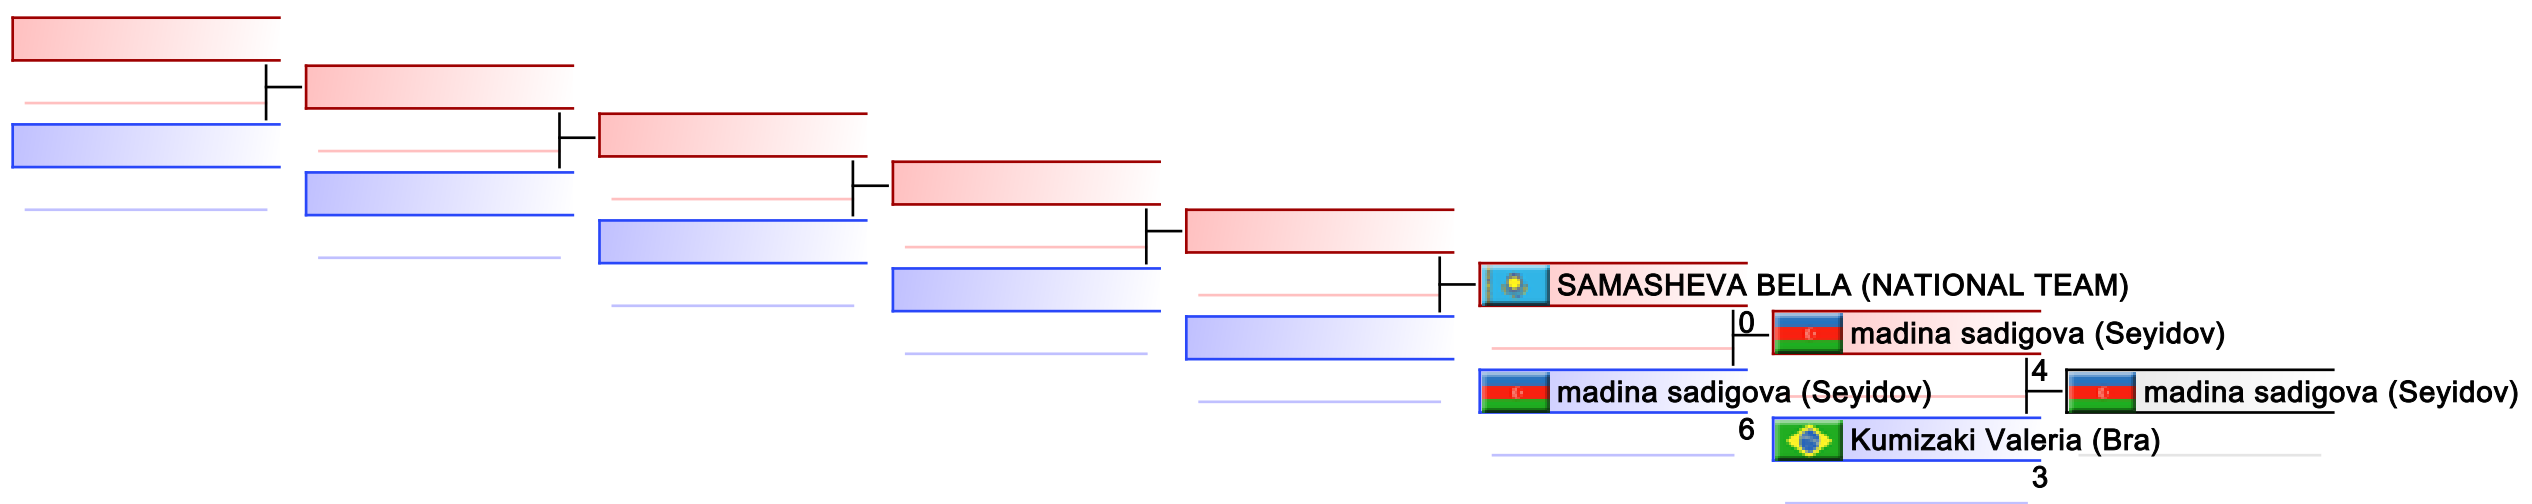 SAMASHEVA BELLA (NATIONAL TEAM)
0
madina sadigova (Seyidov)
6
madina sadigova (Seyidov)
4
Kumizaki Valeria (Bra)
3
madina sadigova (Seyidov)